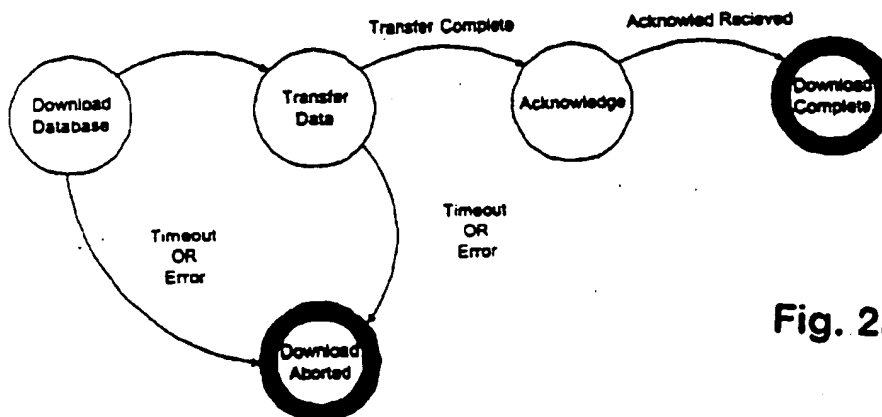 Transfer Complete
Acknowled Recieved
Download
Database
Transfer
Data
Acknowledge
Download
Complete
Timeout
OR
Error
Timeout
OR
Error
Download
Aborted
Fig. 2